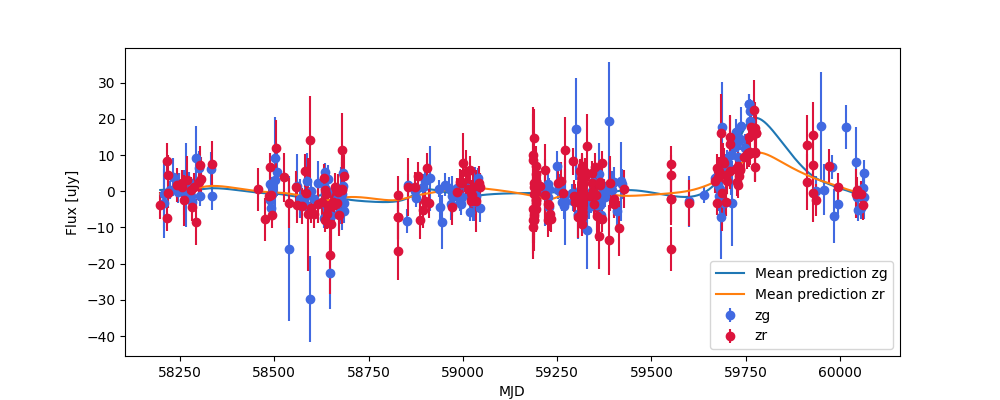 30
20
10
0
−10
−20
−30
−40
Flux [uJy]
Mean prediction zg
Mean prediction zr
zg
zr
58250 58500 58750 59000 59250 59500 59750 60000
MJD